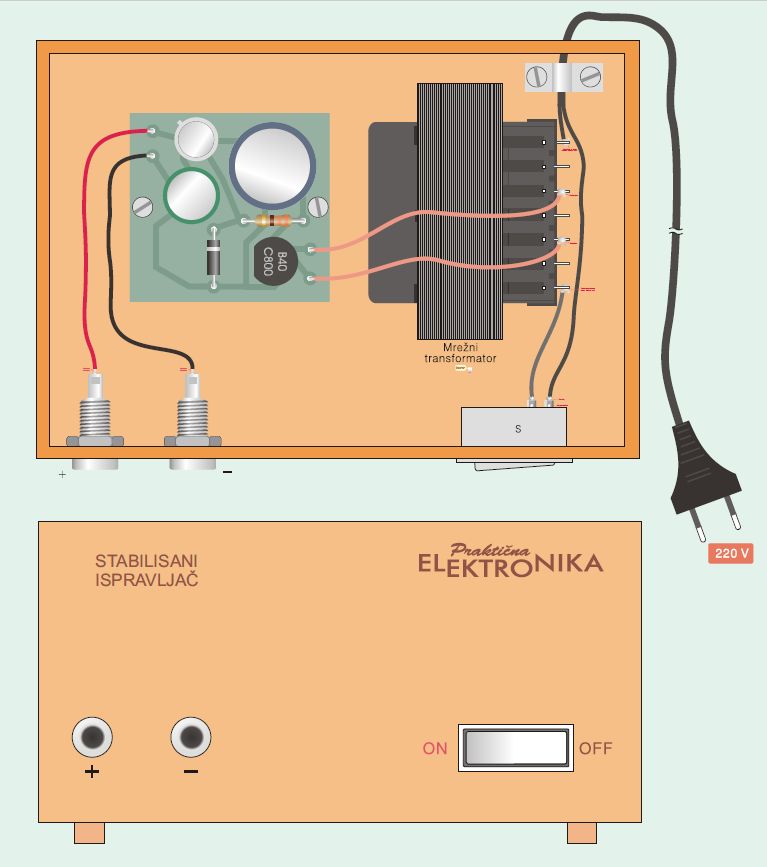 B40
C800
Mrežni
transformator
S
+
−
220 V
STABILISANI
ISPRAVLJAČ
Praktična
ELEKTRONIKA
ON
OFF
+
−